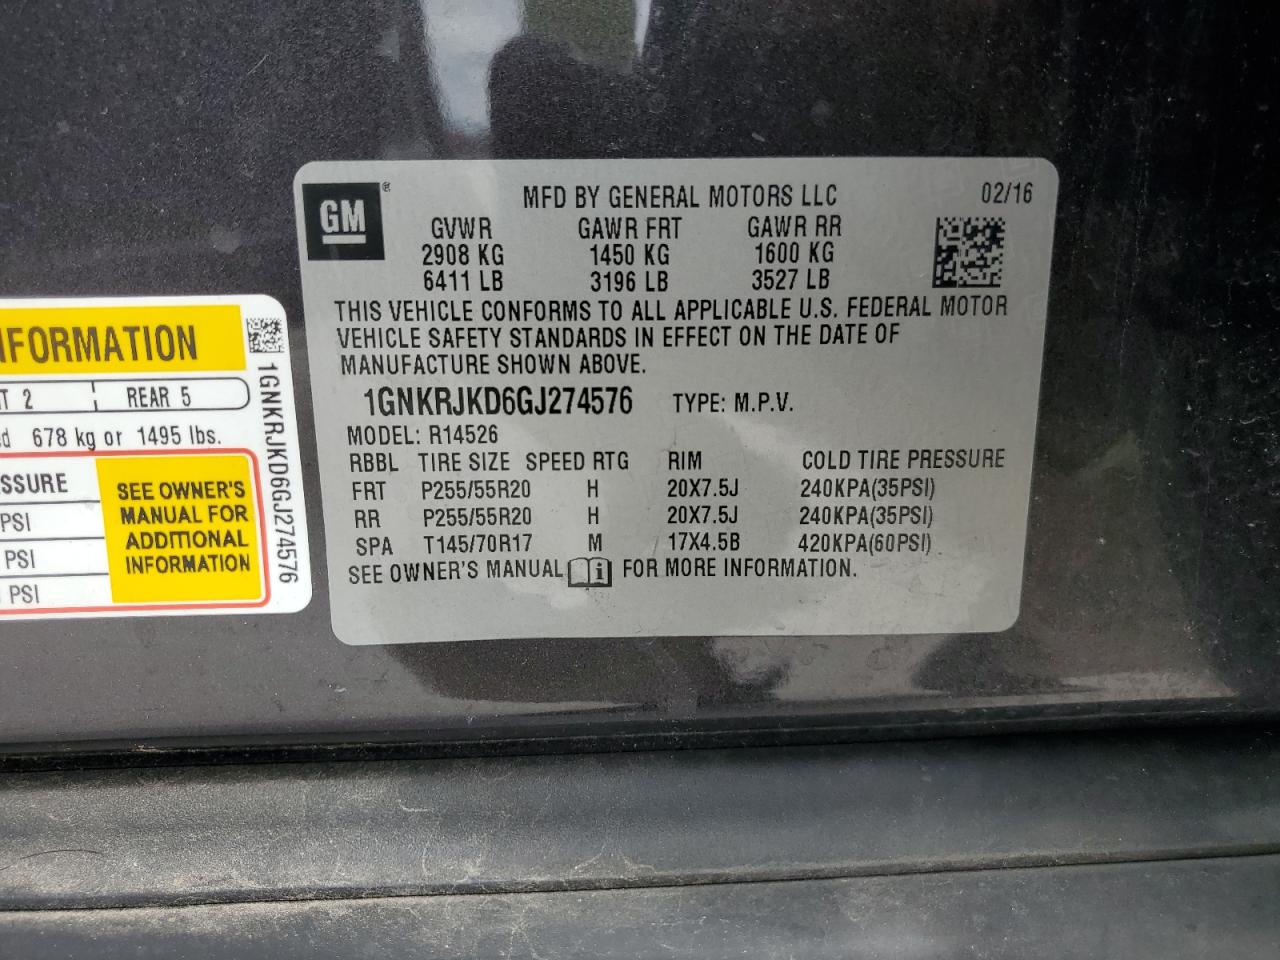 GM ®
MFD BY GENERAL MOTORS LLC 02/16
GVWR GAWR FRT GAWR RR
2908 KG 1450 KG 1600 KG
6411 LB 3196 LB 3527 LB
THIS VEHICLE CONFORMS TO ALL APPLICABLE U.S. FEDERAL MOTOR
VEHICLE SAFETY STANDARDS IN EFFECT ON THE DATE OF
MANUFACTURE SHOWN ABOVE.
1GNKRJKD6GJ274576 TYPE: M.P.V.
MODEL: R14526
RBBL TIRE SIZE SPEED RTG RIM COLD TIRE PRESSURE
FRT P255/55R20 H 20X7.5J 240KPA(35PSI)
RR P255/55R20 H 20X7.5J 240KPA(35PSI)
SPA T145/70R17 M 17X4.5B 420KPA(60PSI)
SEE OWNER'S MANUAL i FOR MORE INFORMATION.
NFORMATION
T 2 REAR 5
d 678 kg or 1495 lbs.
SSURE
PSI
PSI
PSI
SEE OWNER'S
MANUAL FOR
ADDITIONAL
INFORMATION
1GNKRJKD6GJ274576